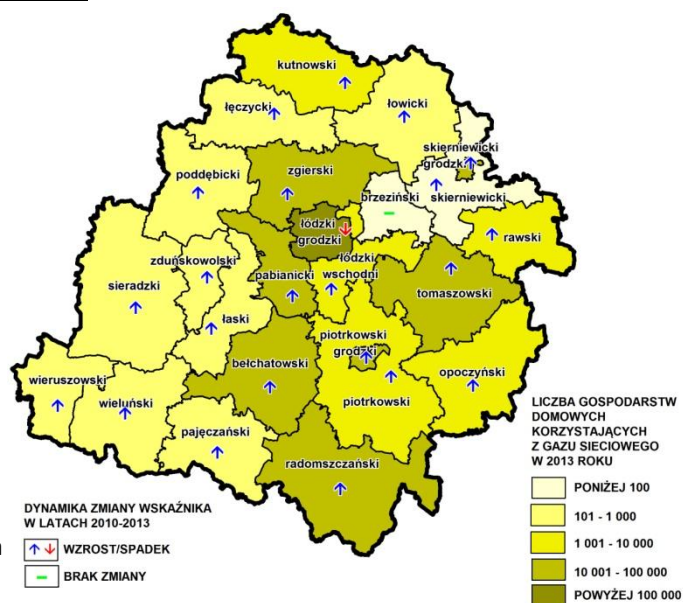 kutnowski
łęczycki
łowicki
skierniewicki
grodzki
zgierski
poddębicki
brzeziński
skierniewicki
łódzki
grodzki
rawski
łódzki
wschodni
zduńskowolski
pabianicki
sieradzki
tomaszowski
łaski
piotrkowski
grodzki
bełchatowski
opoczyński
wieruszowski
wieluński
piotrkowski
pajęczański
radomszczański
LICZBA GOSPODARSTW
DOMOWYCH
KORZYSTAJĄCYCH
Z GAZU SIECIOWEGO
W 2013 ROKU
PONIŻEJ 100
101 - 1 000
1 001 - 10 000
10 001 - 100 000
POWYŻEJ 100 000
DYNAMIKA ZMIANY WSKAŹNIKA
W LATACH 2010-2013
WZROST/SPADEK
BRAK ZMIANY